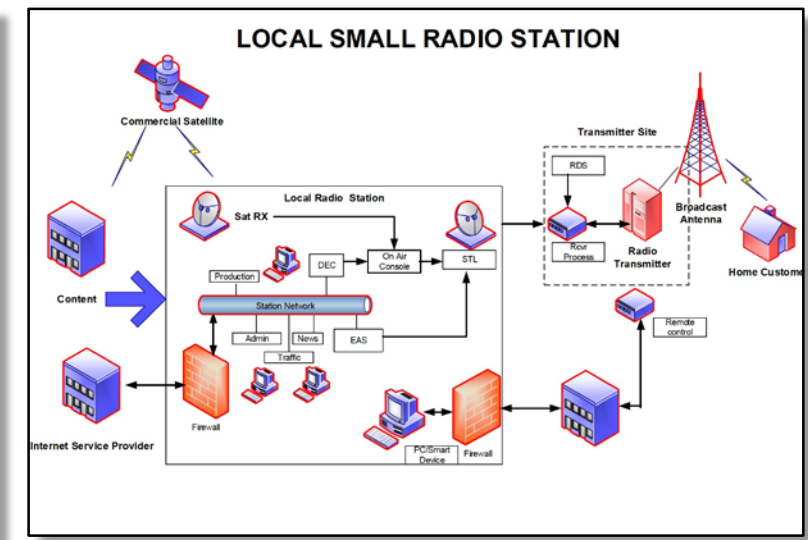 LOCAL SMALL RADIO STATION
Commercial Satellite
Transmitter Site
RDS
Local Radio Station
Sat RX
Broadcast
Antenna
Rcvr
Process
Radio
Transmitter
Home Custome
DEC
On Air
Console
STL
Production
Content
Station Network
Admin
News
EAS
Traffic
Remote
control
Firewall
Internet Service Provider
PC/Smart
Device
Firewall